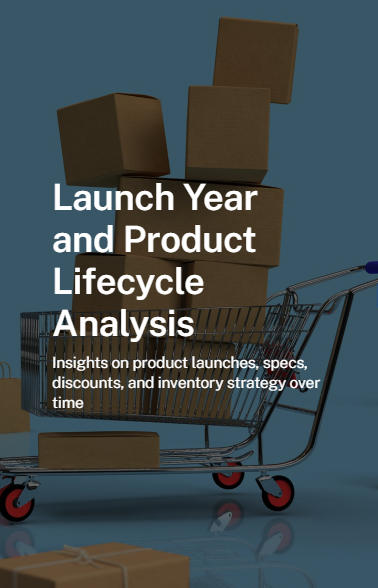 Launch Year
and Product
Lifecycle
Analysis
Insights on product launches, specs,
discounts, and inventory strategy over
time